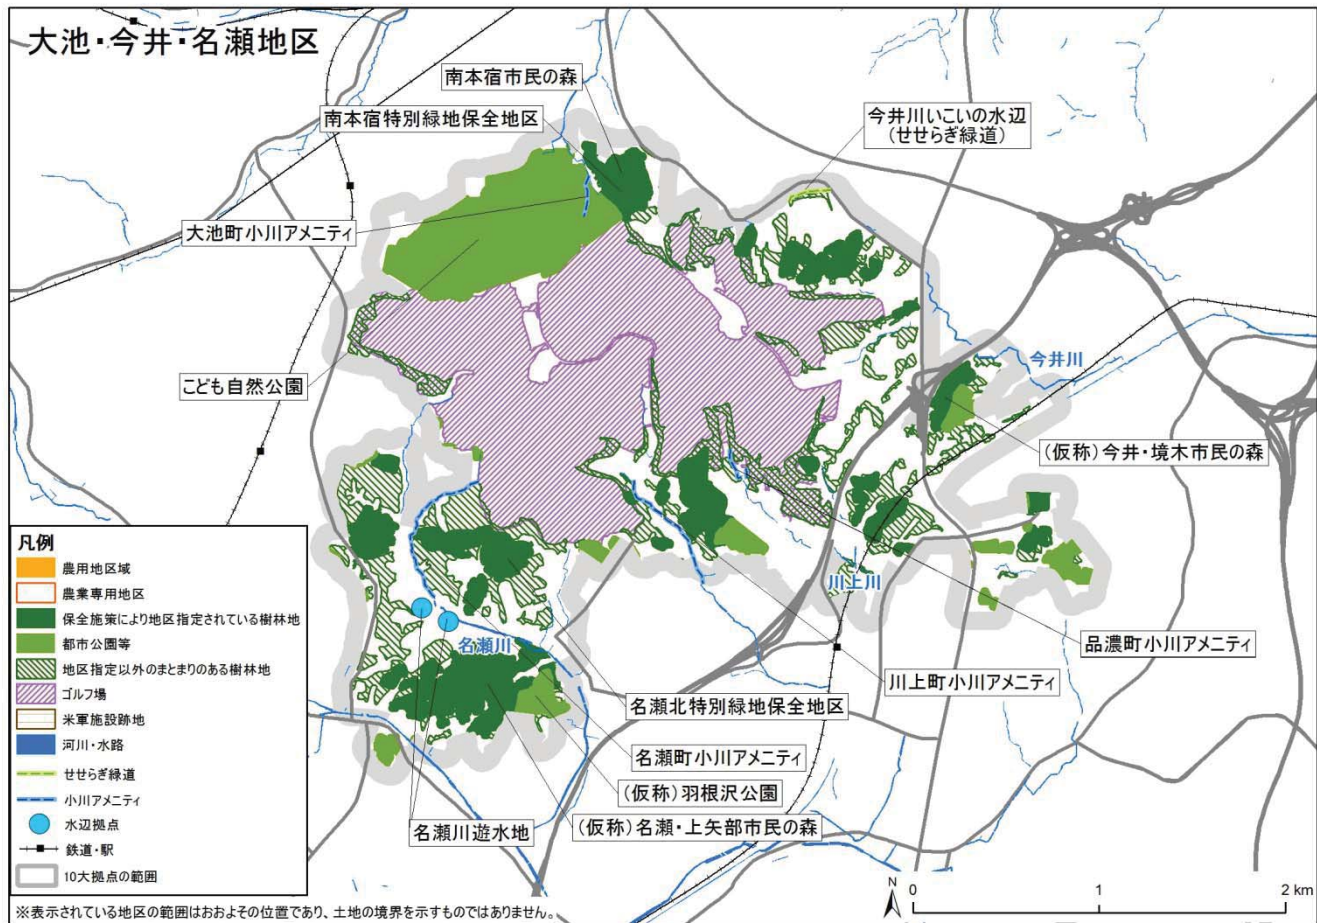 大池・今井・名瀬地区
南本宿市民の森
南本宿特別緑地保全地区
今井川いこいの水辺
(せせらぎ緑道)
大池町小川アメニティ
こども自然公園
今井川
(仮称)今井・境木市民の森
川上川
品濃町小川アメニティ
川上町小川アメニティ
名瀬川
名瀬北特別緑地保全地区
名瀬町小川アメニティ
(仮称)羽根沢公園
(仮称)名瀬・上矢部市民の森
名瀬川遊水地
凡例
農用地区域
農業専用地区
保全施策により地区指定されている樹林地
都市公園等
地区指定以外のまとまりのある樹林地
ゴルフ場
米軍施設跡地
河川・水路
せせらぎ緑道
小川アメニティ
水辺拠点
鉄道・駅
10大拠点の範囲
※表示されている地区の範囲はおおよその位置であり、土地の境界を示すものではありません。
N
0 1 2 km